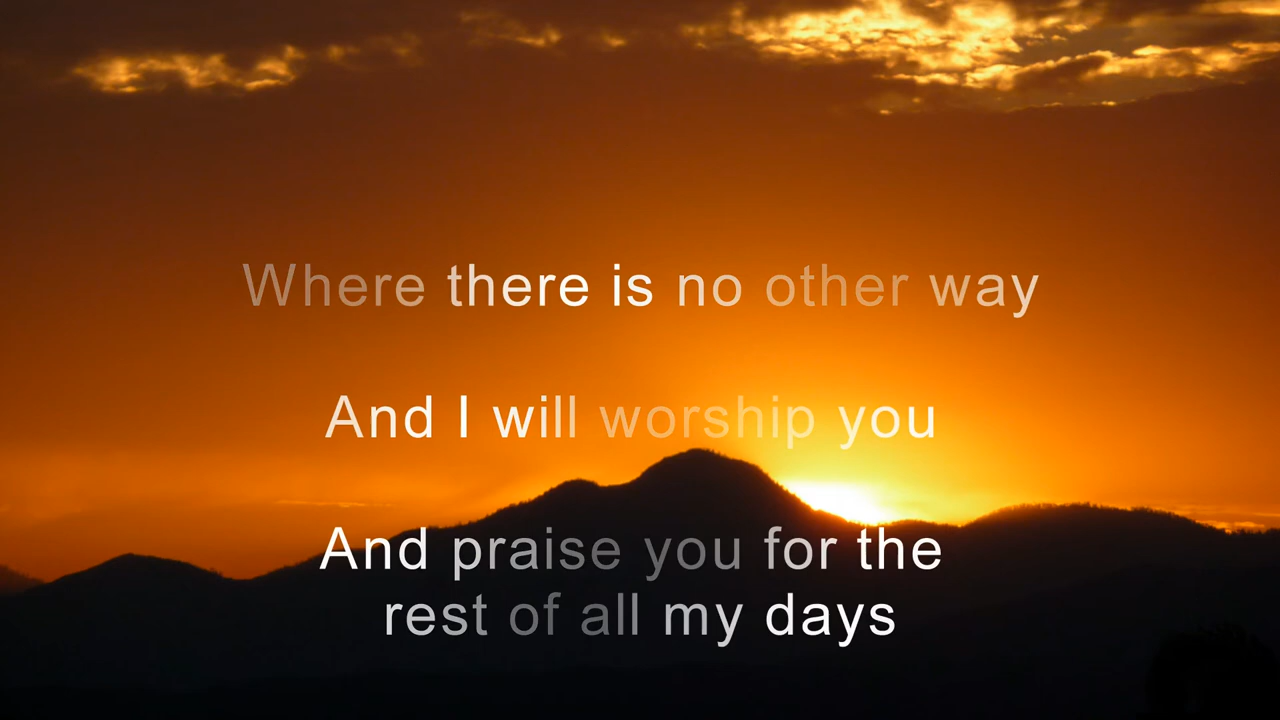 Where there is no other way
And I will worship you
And praise you for the
rest of all my days